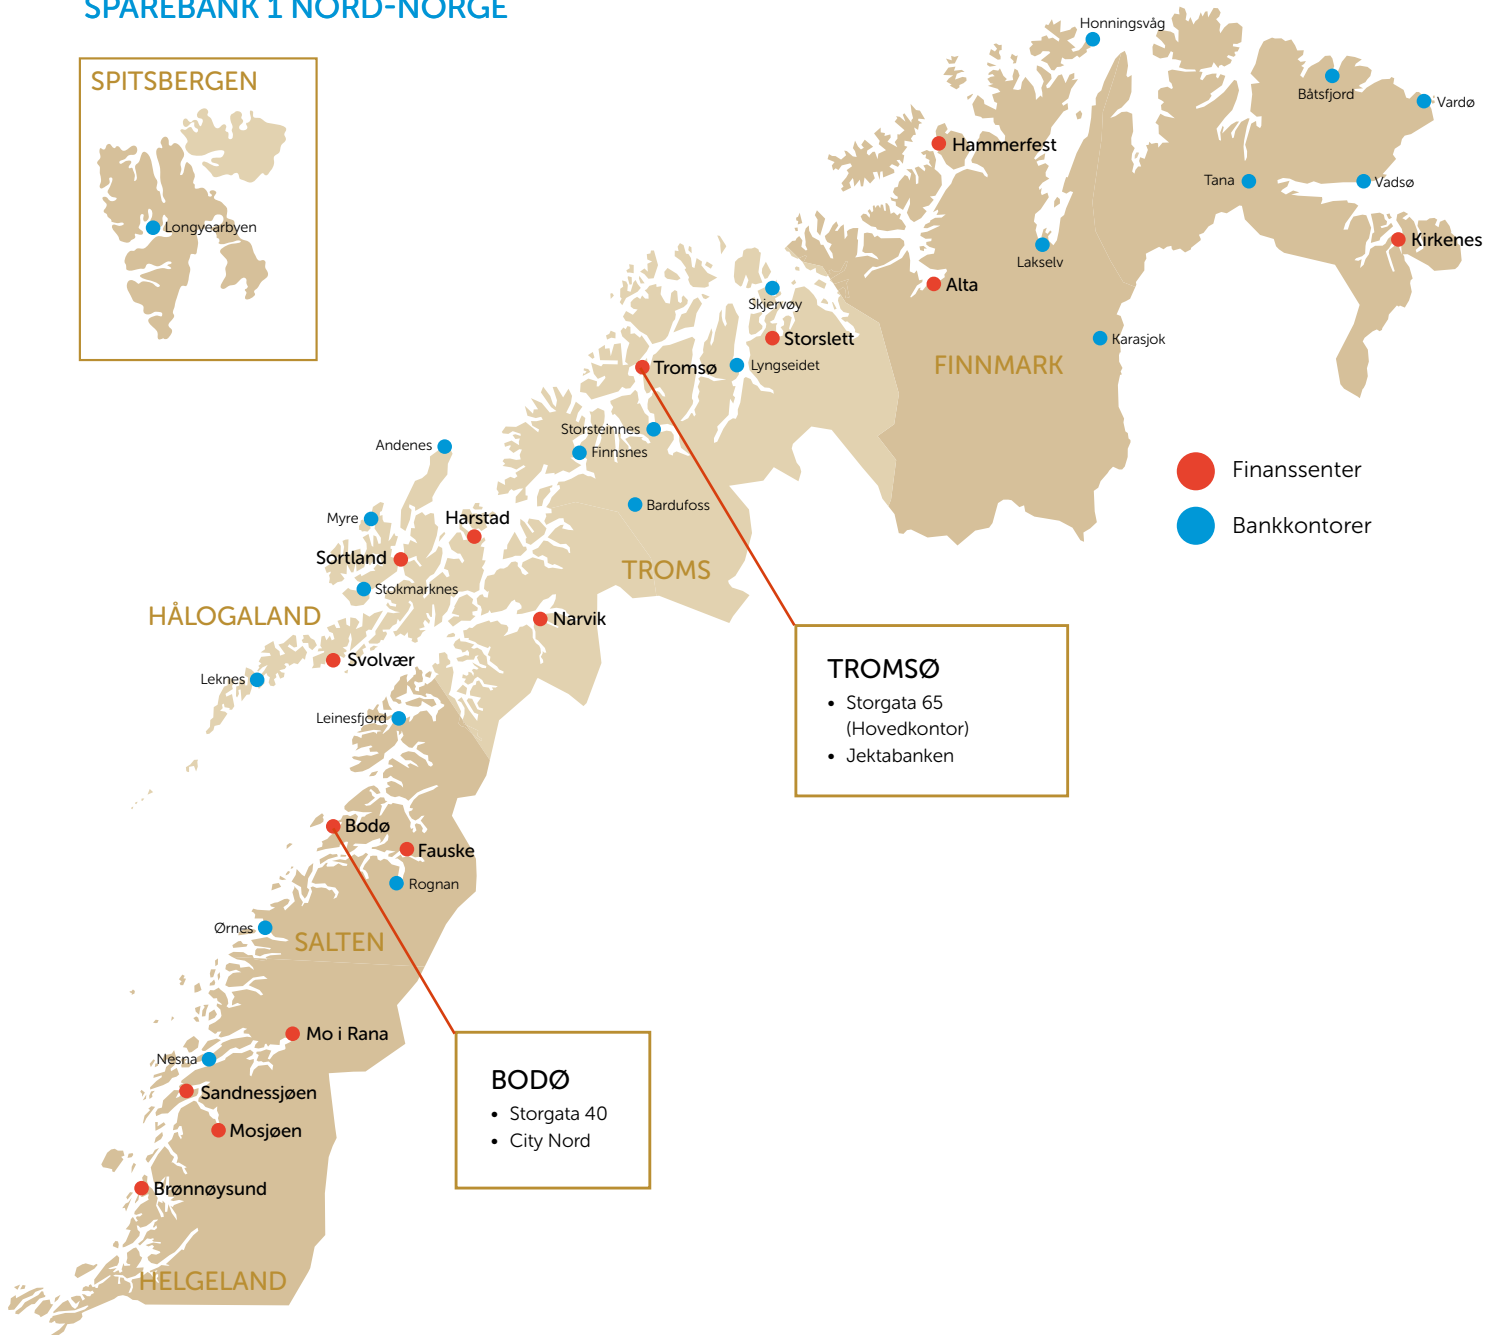 SPAREBANK 1 NORD-NORGE
SPITSBERGEN
Longyearbyen
Honningsvåg
Båtsfjord
Vardø
Hammerfest
Tana
Vadsø
Kirkenes
Lakselv
Alta
Skjervøy
Storslett
Karasjok
Lyngseidet
FINNMARK
Tromsø
Storsteinnes
Finnsnes
Andenes
Bardufoss
Myre
Harstad
Sortland
TROMS
Stokmarknes
HÅLOGALAND
Narvik
Svolvær
Leknes
Leinesfjord
Finanssenter
Bankkontorer
TROMSØ
• Storgata 65
(Hovedkontor)
• Jektabanken
Bodø
Fauske
Rognan
Ørnes
SALTEN
Mo i Rana
Nesna
Sandnessjøen
Mosjøen
Brønnøysund
HELGELAND
BODØ
• Storgata 40
• City Nord